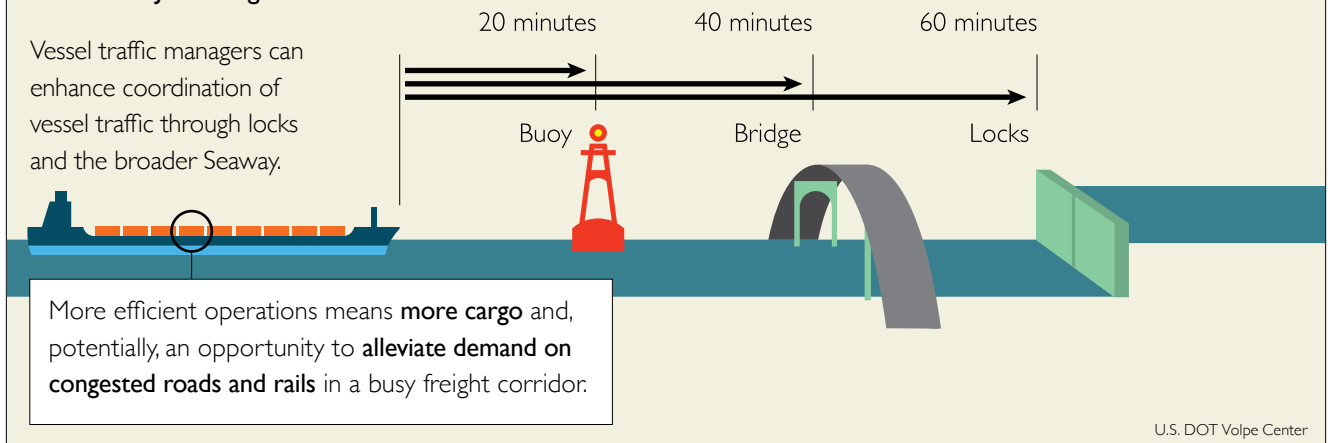 20 minutes
40 minutes
60 minutes
Vessel traffic managers can
enhance coordination of
vessel traffic through locks
and the broader Seaway.
Buoy
Bridge
Locks
More efficient operations means more cargo and,
potentially, an opportunity to alleviate demand on
congested roads and rails in a busy freight corridor.
U.S. DOT Volpe Center